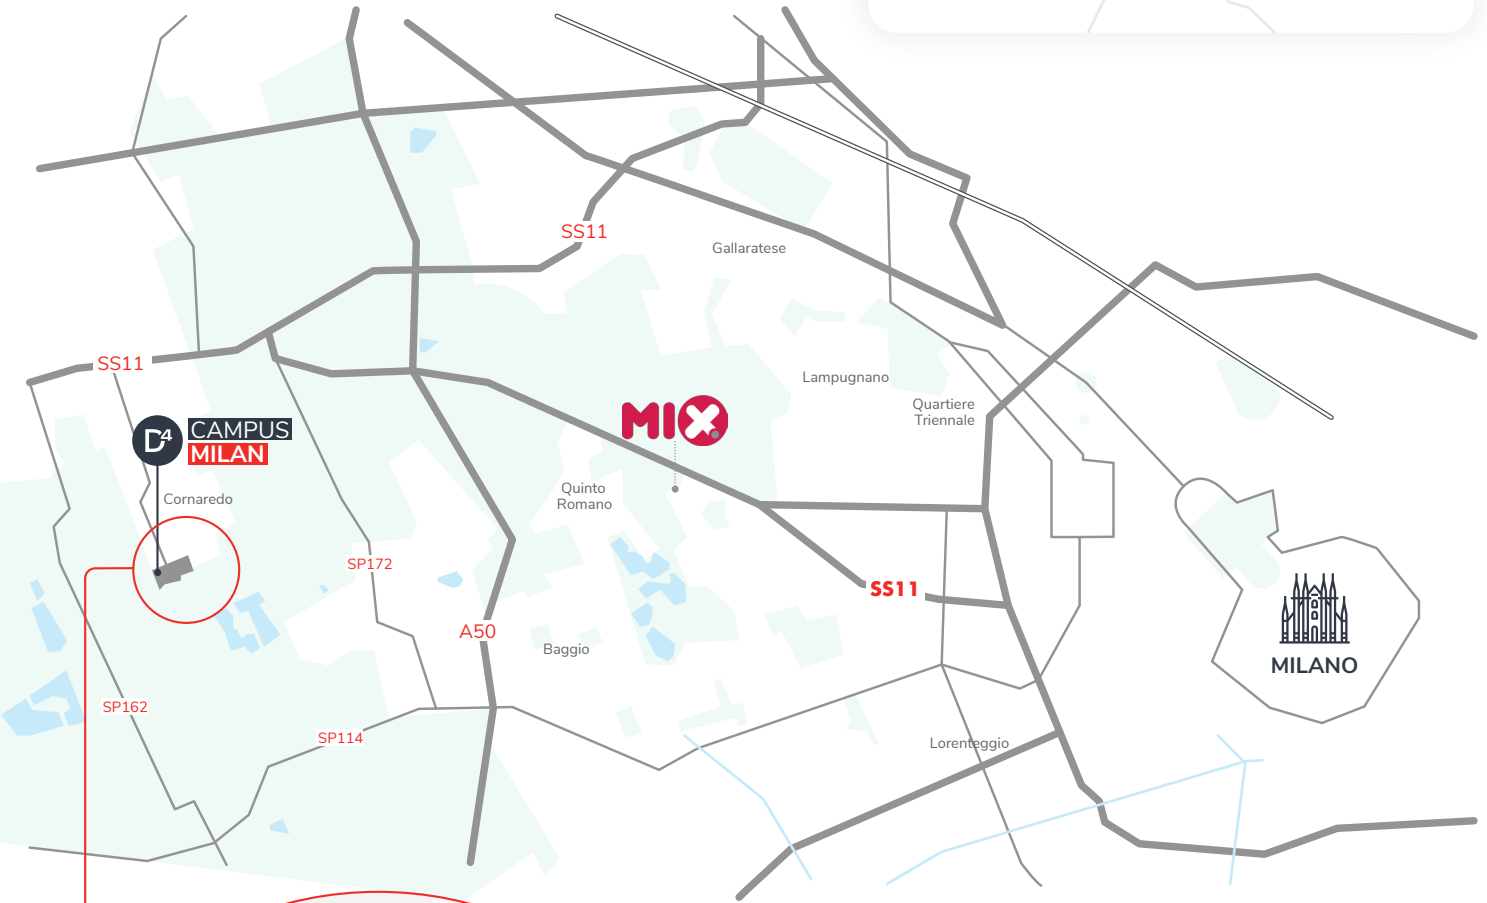 SS11
Gallaratese
SS11
Lampugnano
Quartiere
Triennale
MIX
D4
CAMPUS
MILAN
Cornaredo
Quinto
Romano
SP172
SS11
A50
Baggio
MILANO
SP162
SP114
Lorenteggio